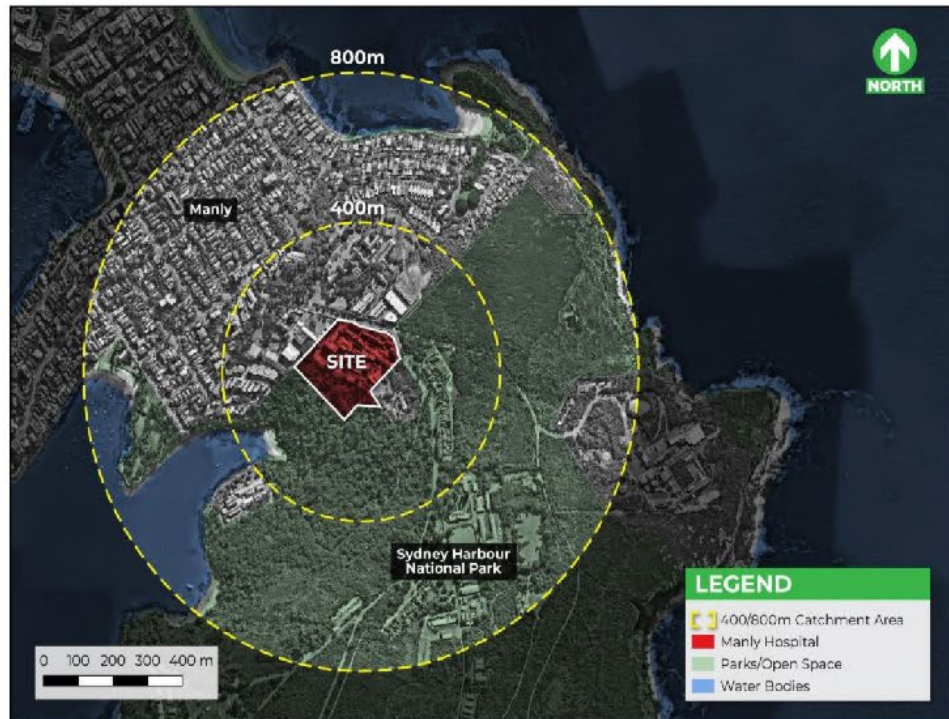 800m
NORTH
Manly
400m
SITE
Sydney Harbour
National Park
LEGEND
400/800m Catchment Area
Manly Hospital
Parks/Open Space
Water Bodies
0 100 200 300 400 m